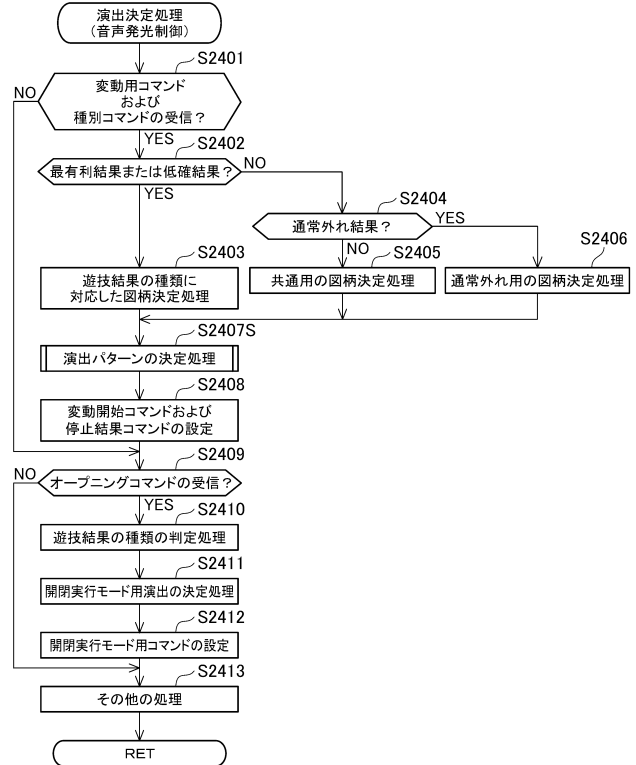 演出決定処理
(音声発光制御)
S2401
変動用コマンド
および
種別コマンドの受信？
NO
YES
S2402
最有利結果または低確結果？
NO
YES
S2404
通常外れ結果？
YES
NO
S2403
遊技結果の種類に
対応した図柄決定処理
S2405
共通用の図柄決定処理
S2406
通常外れ用の図柄決定処理
S2407S
演出パターンの決定処理
S2408
変動開始コマンドおよび
停止結果コマンドの設定
S2409
NO
オープニングコマンドの受信？
YES
S2410
遊技結果の種類の判定処理
S2411
開閉実行モード用演出の決定処理
S2412
開閉実行モード用コマンドの設定
S2413
その他の処理
RET